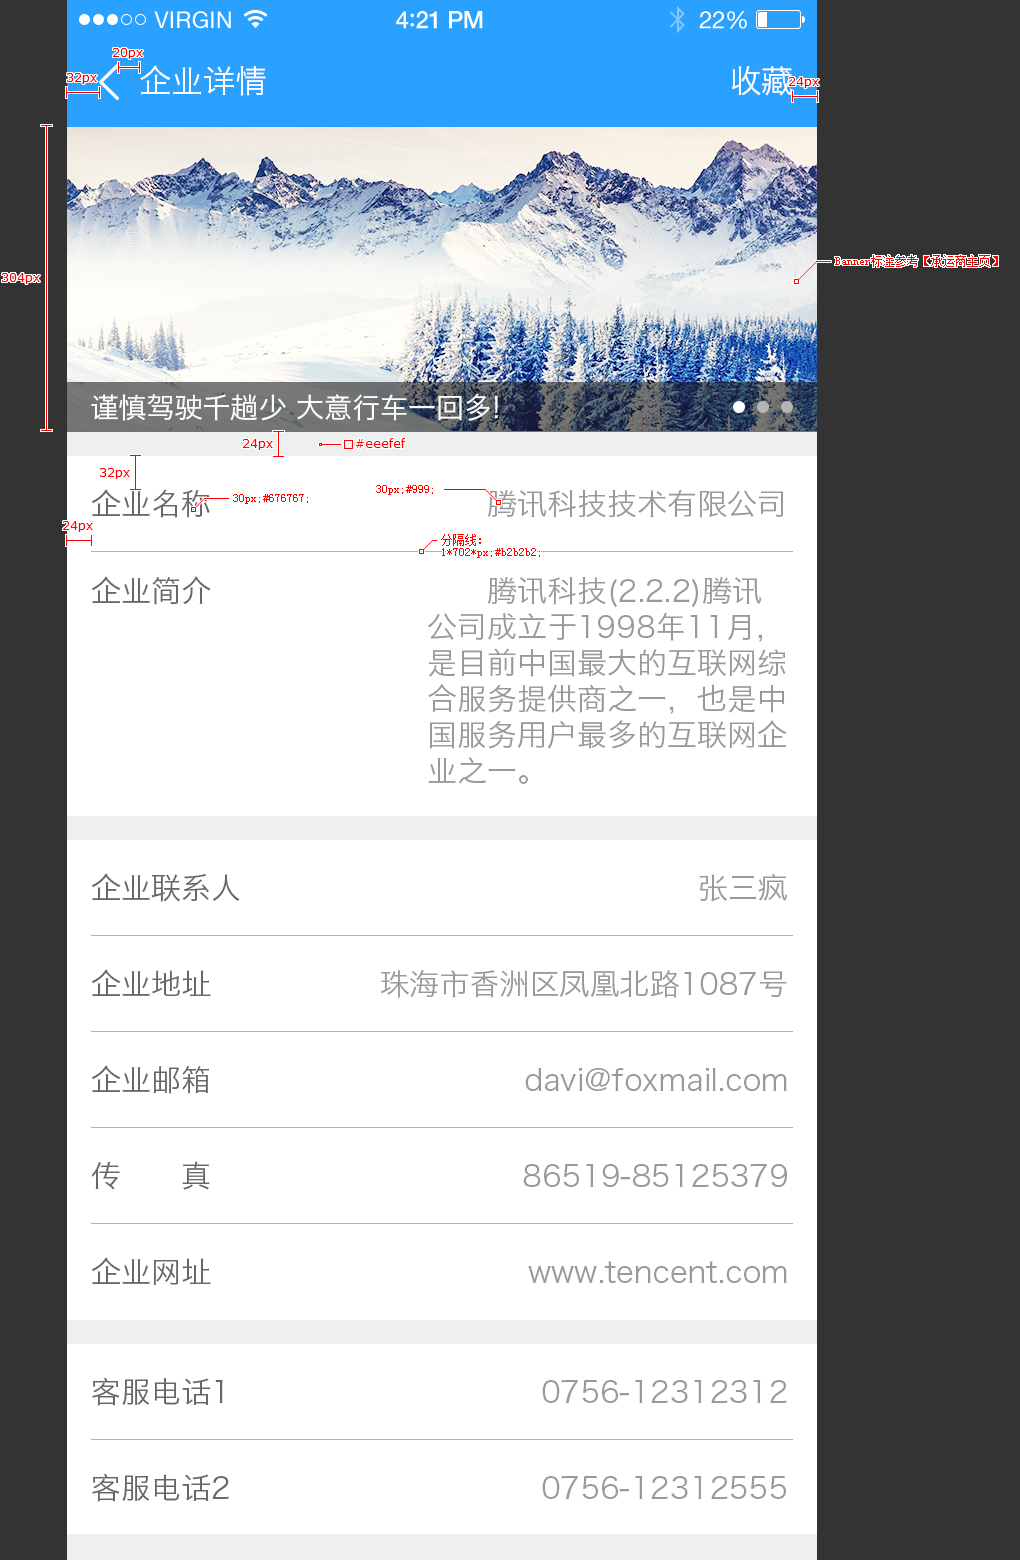 VIRGIN 4:21 PM 22%
20px
32px 企业详情 收藏 24px
304px
Banner标注参考【承运商主页】
谨慎驾驶千趟少 大意行车一回多!
24px #eeefef
32px
企业名称 30px;#676767; 30px;#999; 腾讯科技技术有限公司
24px
分隔线:
1*702*px;#b2b2b2;
企业简介 腾讯科技(2.2.2)腾讯
公司成立于1998年11月,
是目前中国最大的互联网综
合服务提供商之一，也是中
国服务用户最多的互联网企
业之一。
企业联系人 张三疯
企业地址 珠海市香洲区凤凰北路1087号
企业邮箱 davi@foxmail.com
传　　真 86519-85125379
企业网址 www.tencent.com
客服电话1 0756-12312312
客服电话2 0756-12312555